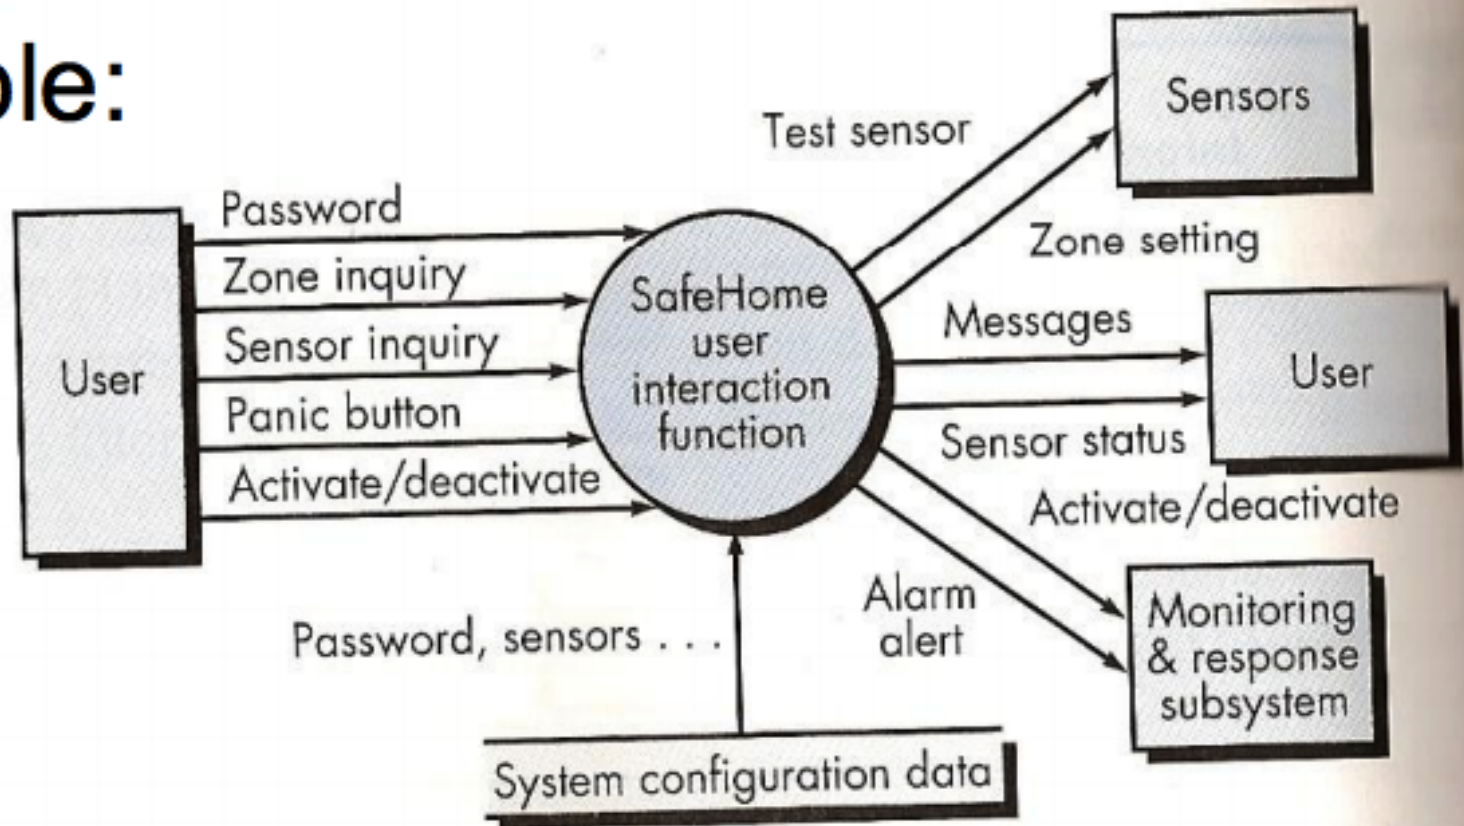 ple:
Password
Zone inquiry
Sensor inquiry
Panic button
Activate/deactivate
User
SafeHome
user
interaction
function
Test sensor
Sensors
Zone setting
Messages
User
Sensor status
Activate/deactivate
Alarm
alert
Monitoring
& response
subsystem
Password, sensors . . .
System configuration data